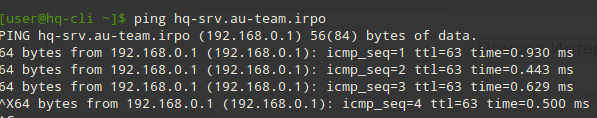 [user@hq-cli ~]$ ping hq-srv.au-team.irpo
PING hq-srv.au-team.irpo (192.168.0.1) 56(84) bytes of data.
64 bytes from 192.168.0.1 (192.168.0.1): icmp_seq=1 ttl=63 time=0.930 ms
64 bytes from 192.168.0.1 (192.168.0.1): icmp_seq=2 ttl=63 time=0.443 ms
64 bytes from 192.168.0.1 (192.168.0.1): icmp_seq=3 ttl=63 time=0.629 ms
^X64 bytes from 192.168.0.1 (192.168.0.1): icmp_seq=4 ttl=63 time=0.500 ms